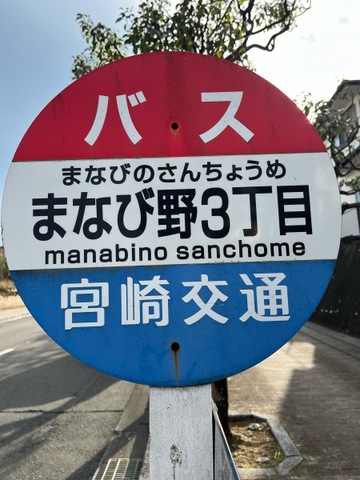 バス
まなびのさんちょうめ
まなび野3丁目
manabino sanchome
宮崎交通